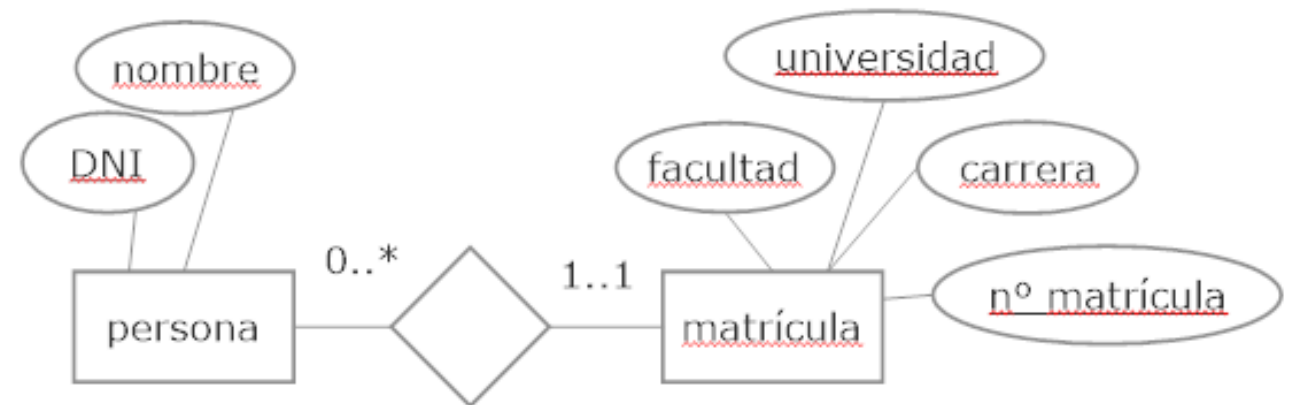 nombre
universidad
DNI
facultad
carrera
0..*
1..1
nº matrícula
persona
matrícula